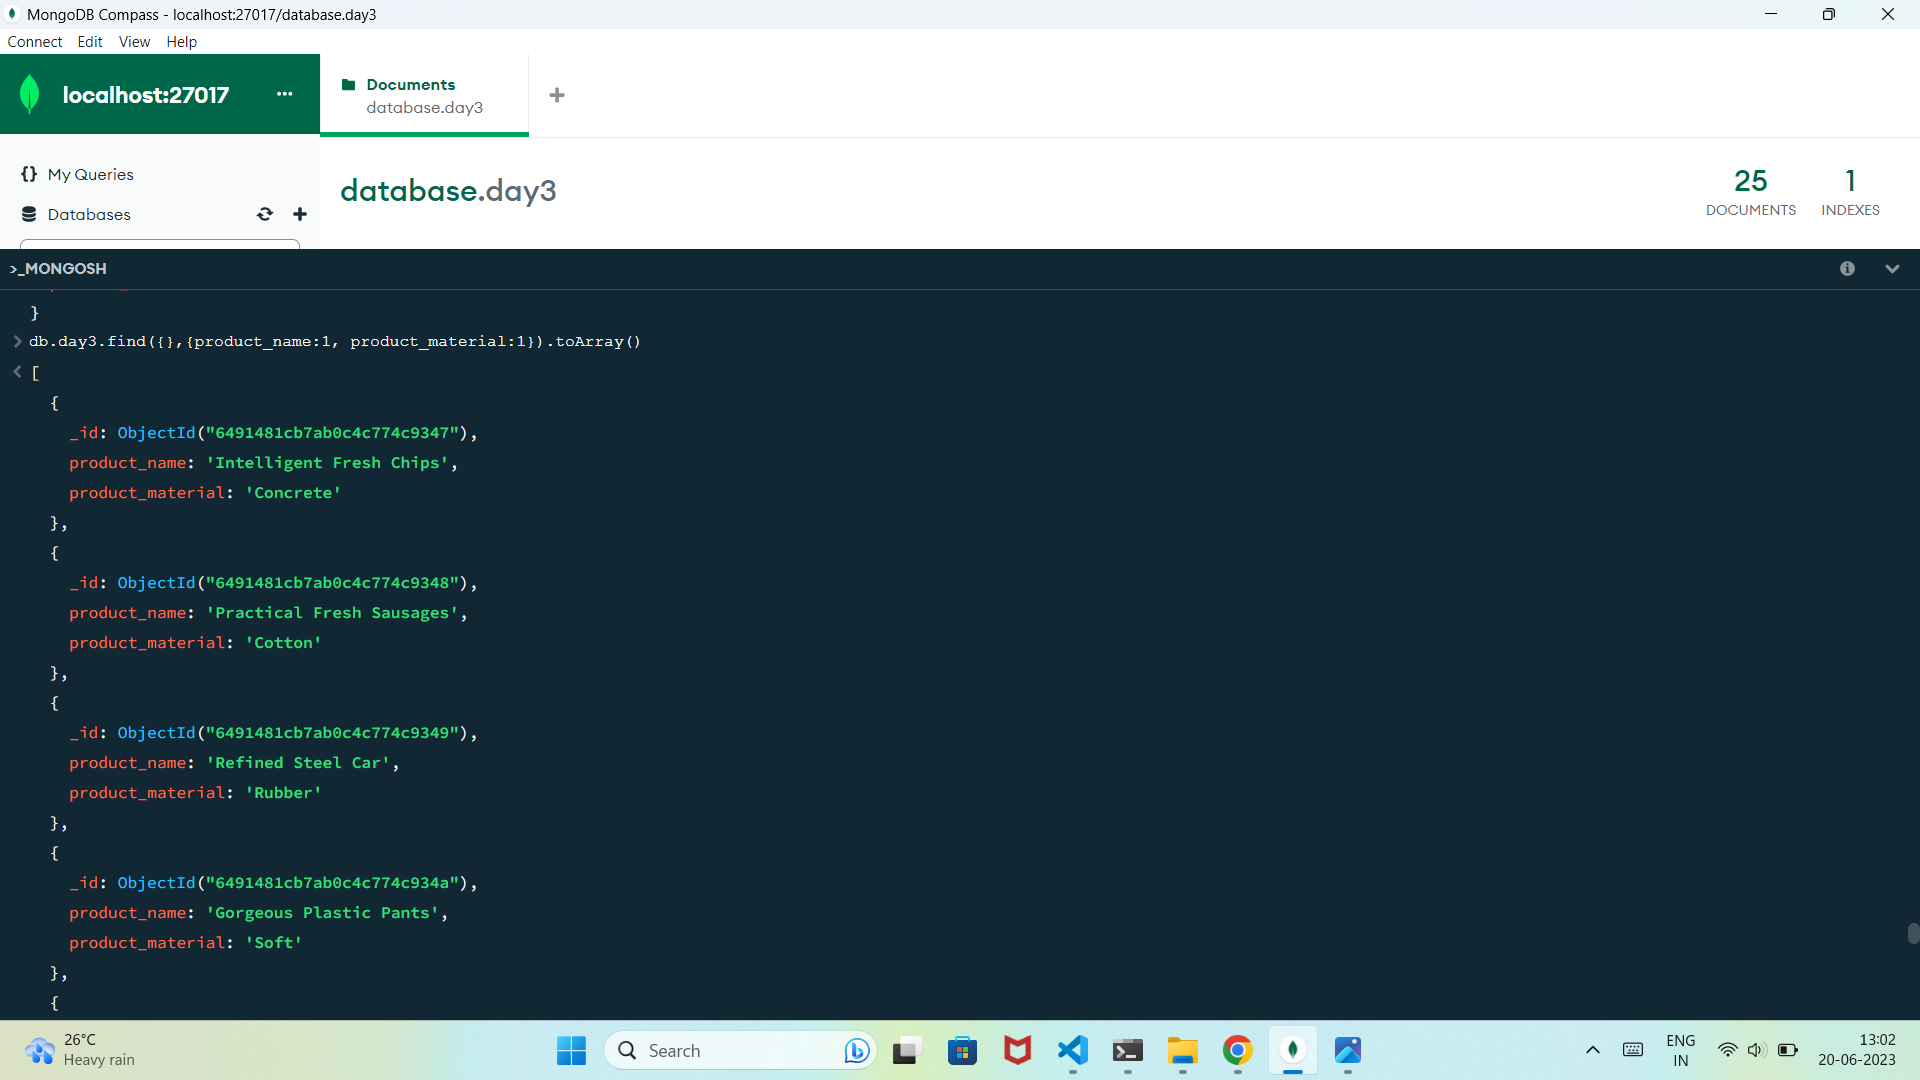 MongoDB Compass - localhost:27017/database.day3
Connect Edit View Help
localhost:27017 ...
Documents
database.day3
{} My Queries
Databases
database.day3
25
DOCUMENTS
1
INDEXES
>_MONGOSH
}
db.day3.find({},{product_name:1, product_material:1}).toArray()
[
{
_id: ObjectId("6491481cb7ab0c4c774c9347"),
product_name: 'Intelligent Fresh Chips',
product_material: 'Concrete'
},
{
_id: ObjectId("6491481cb7ab0c4c774c9348"),
product_name: 'Practical Fresh Sausages',
product_material: 'Cotton'
},
{
_id: ObjectId("6491481cb7ab0c4c774c9349"),
product_name: 'Refined Steel Car',
product_material: 'Rubber'
},
{
_id: ObjectId("6491481cb7ab0c4c774c934a"),
product_name: 'Gorgeous Plastic Pants',
product_material: 'Soft'
},
{
26°C
Heavy rain
Search
ENG
IN
13:02
20-06-2023